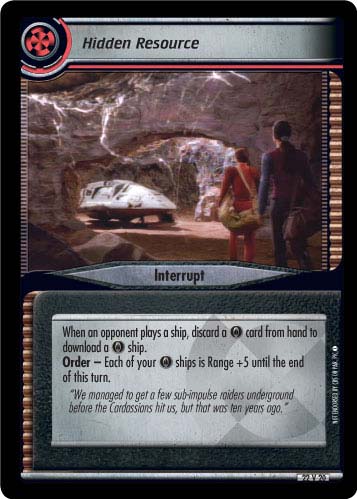 Hidden Resource
Interrupt
When an opponent plays a ship, discard a card from hand to
download a ship.
Order – Each of your ships is Range +5 until the end
of this turn.
"We managed to get a few sub-impulse raiders underground
before the Cardassians hit us, but that was ten years ago."
22 V 20